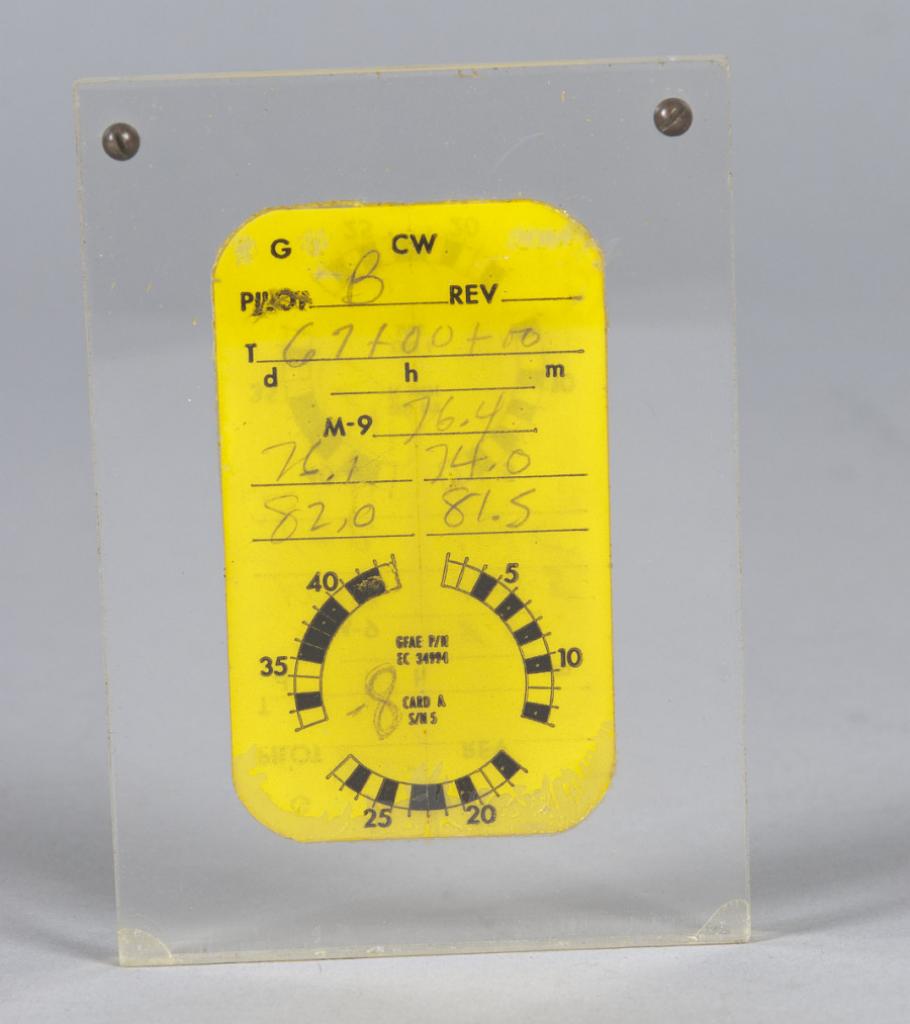 G CW
PILOT B REV
T 67+00+00
d h m
M-9 76.4
76.1 74.0
82.0 81.5
40 5
35 10
GFAE P/N
EC 34994
-8
CARD A
S/N 5
25 20